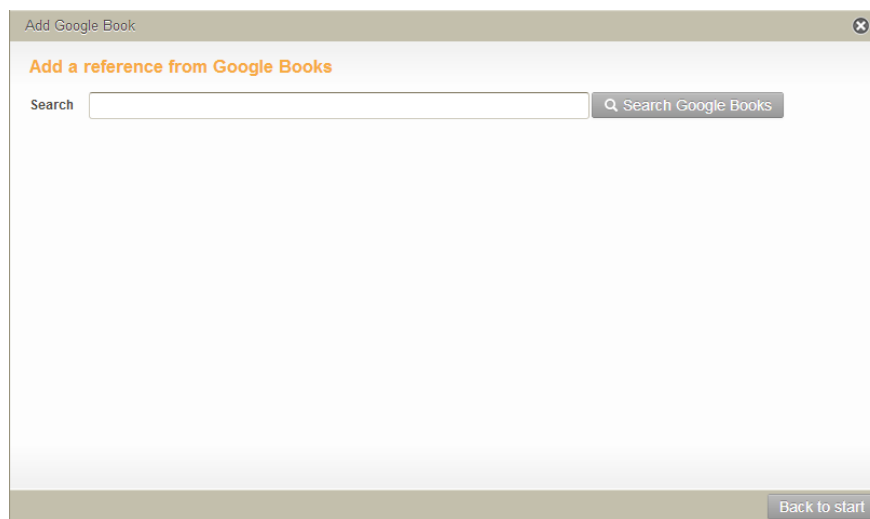 Add Google Book
Add a reference from Google Books
Search Search Google Books
Back to start